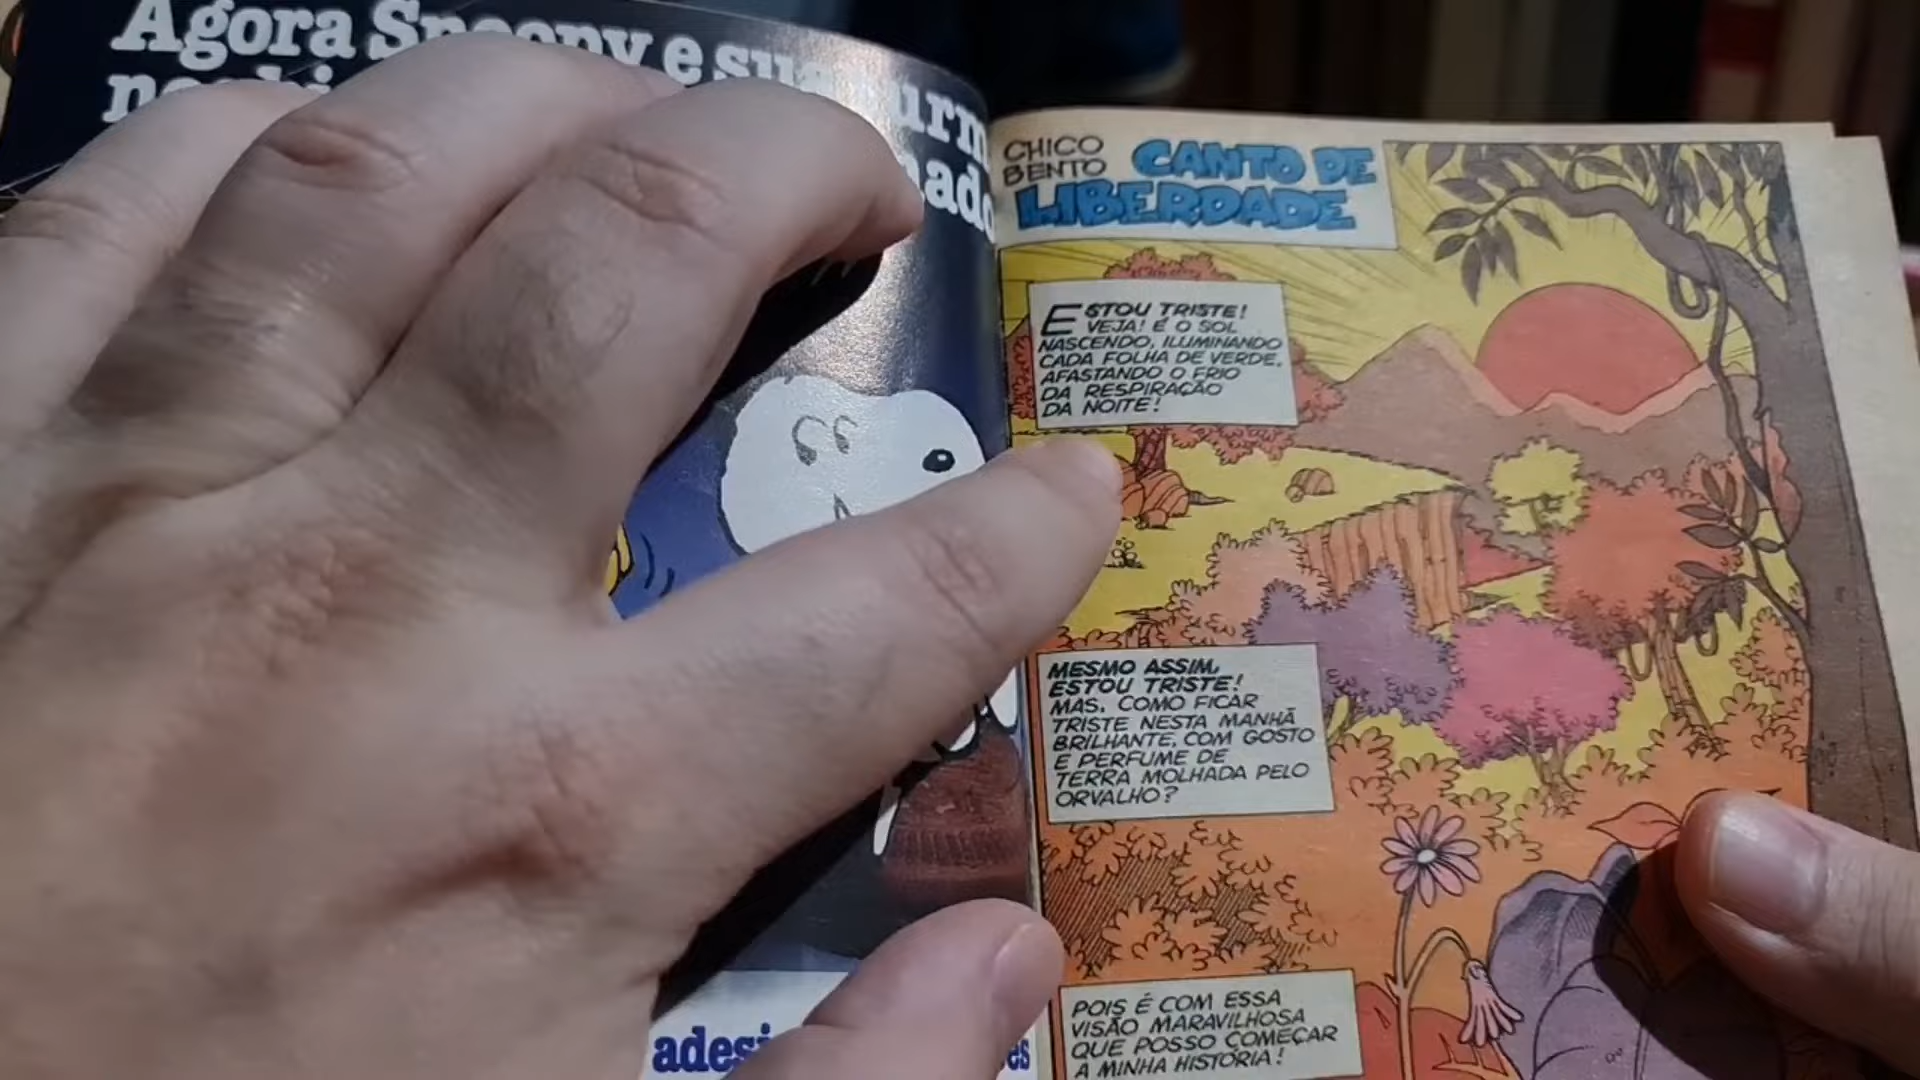 Agora Snoopy e sua turm
CHICO
BENTO
CANTO DE
LIBERDADE
ESTOU TRISTE!
VEJA! É O SOL
NASCENDO, ILUMINANDO
CADA FOLHA DE VERDE,
AFASTANDO O FRIO
DA RESPIRAÇÃO
DA NOITE!
MESMO ASSIM,
ESTOU TRISTE!
MAS, COMO FICAR
TRISTE NESTA MANHÃ
BRILHANTE, COM GOSTO
E PERFUME DE
TERRA MOLHADA PELO
ORVALHO?
POIS É COM ESSA
VISÃO MARAVILHOSA
QUE POSSO COMEÇAR
A MINHA HISTÓRIA!